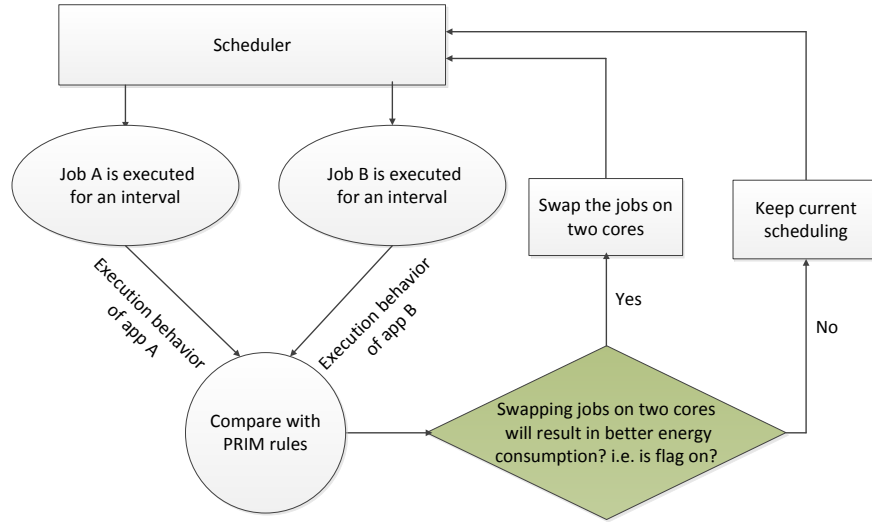 Scheduler
Job A is executed
for an interval
Job B is executed
for an interval
Swap the jobs on
two cores
Keep current
scheduling
Execution behavior
of app A
Execution behavior
of app B
Yes
No
Compare with
PRIM rules
Swapping jobs on two cores
will result in better energy
consumption? i.e. is flag on?